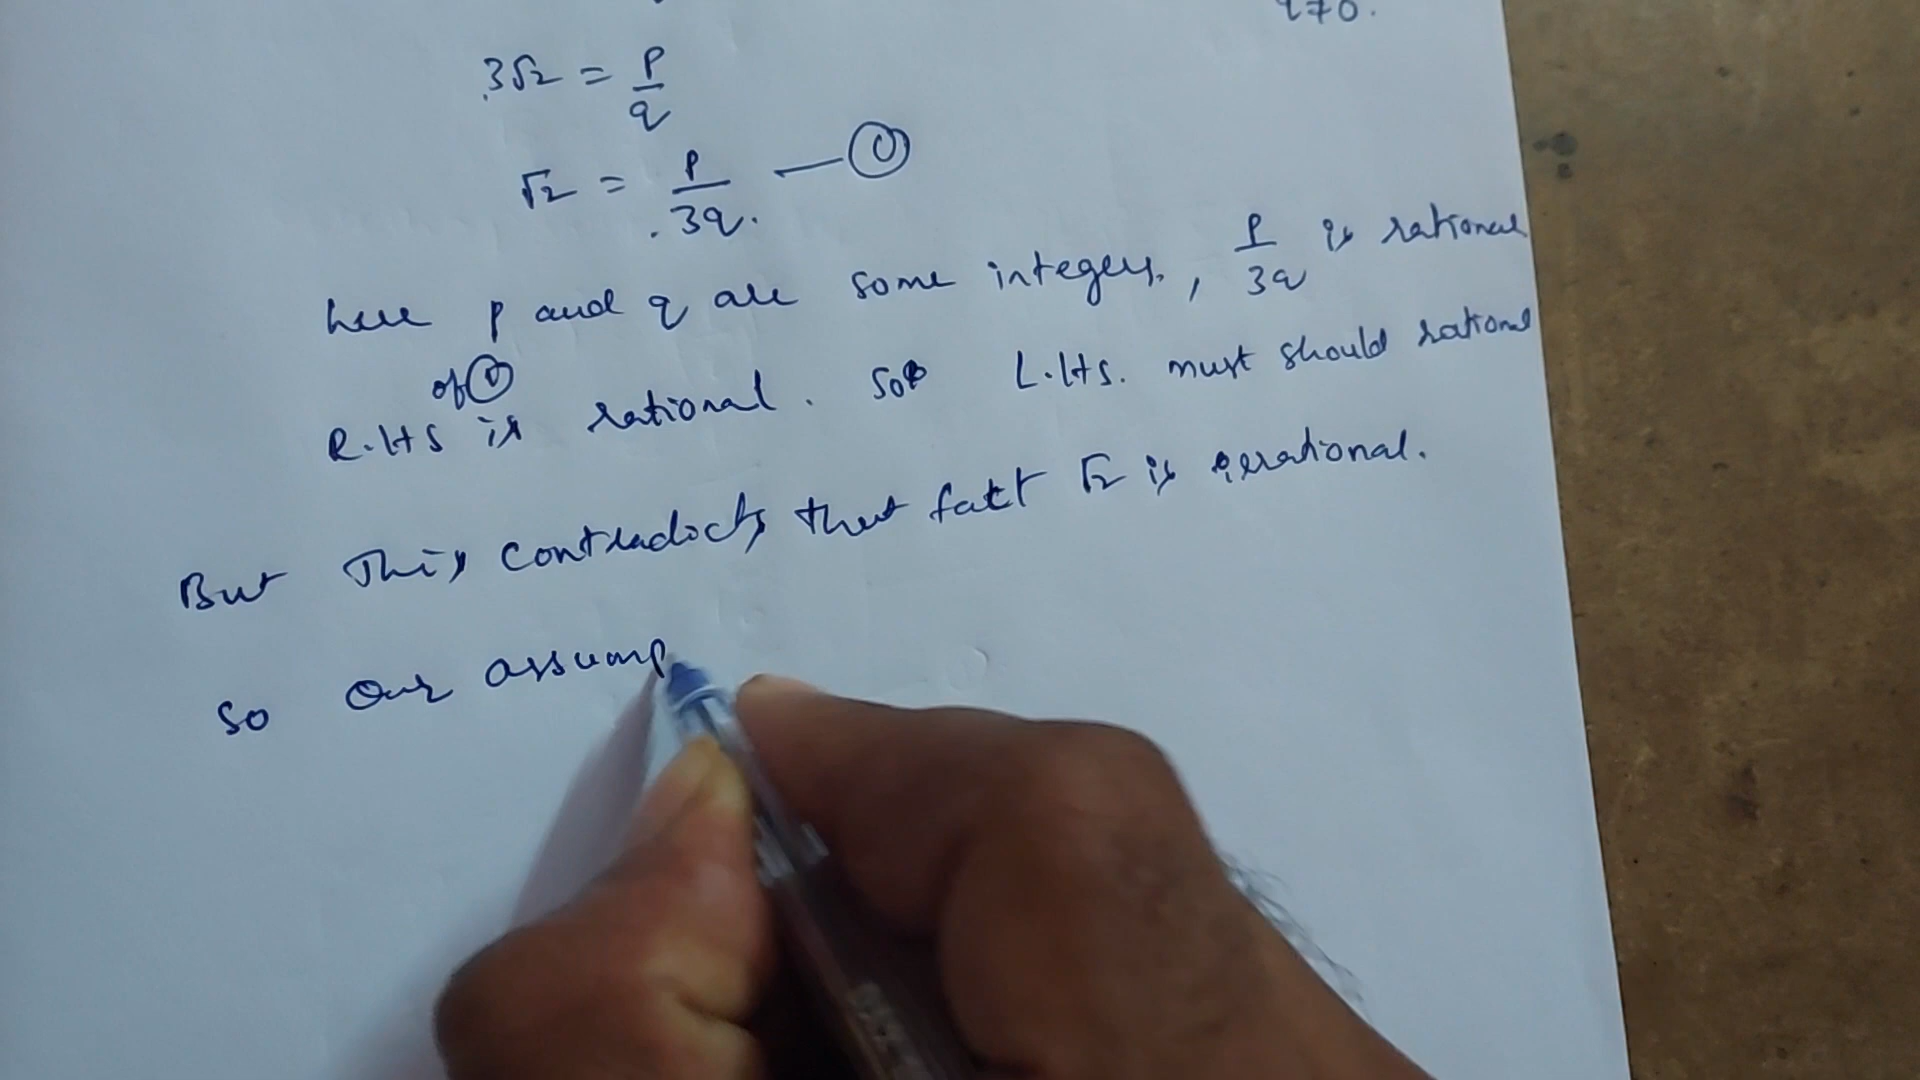 q≠0.
3√2 = p/q
√2 = p/3q. — ①
here p and q are some integers, p/3q is rational
of ①
R.H.S is rational. So L.H.S. must should rational
But This contradicts that fact √2 is irrational.
so our assump